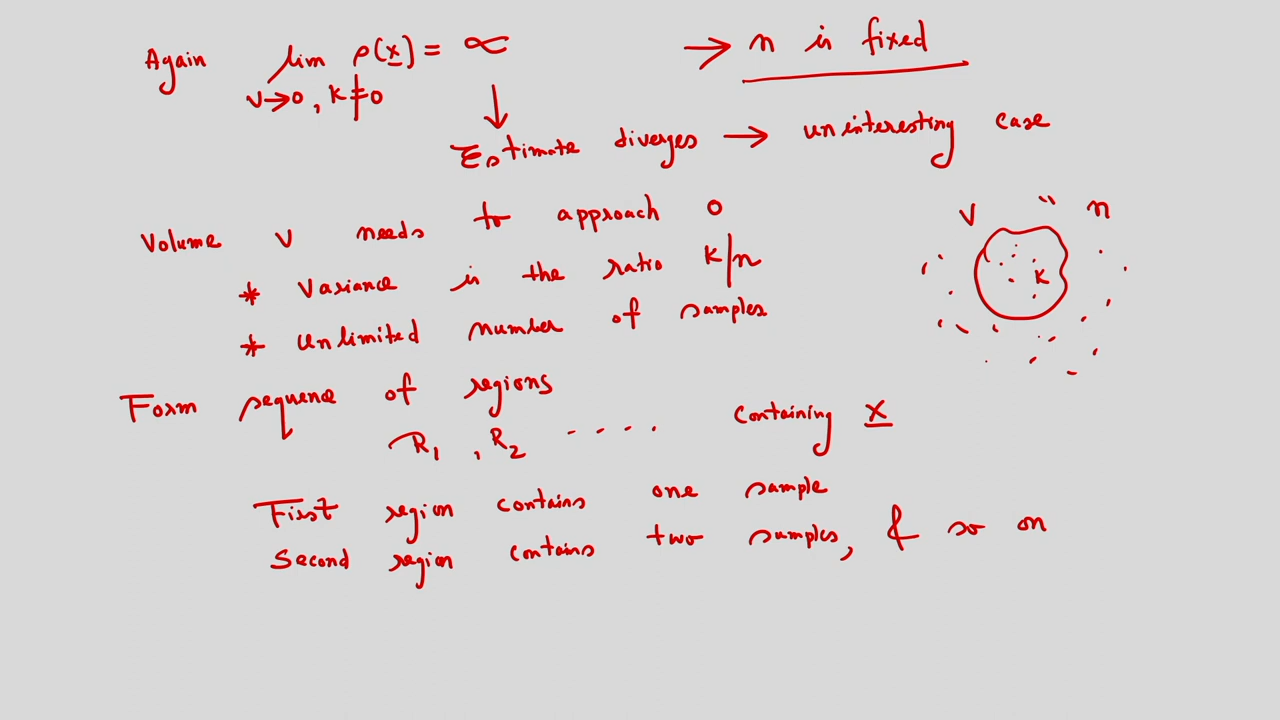 Again lim p(x) = ∞ → n is fixed
V→0, K≠0
↓
Estimate diverges → uninteresting case
Volume V needs to approach 0
* Variance in the ratio K/n
* Unlimited number of samples
V n
K
Form sequence of regions
R1, R2 ..... containing x
First region contains one sample
Second region contains two samples, & so on